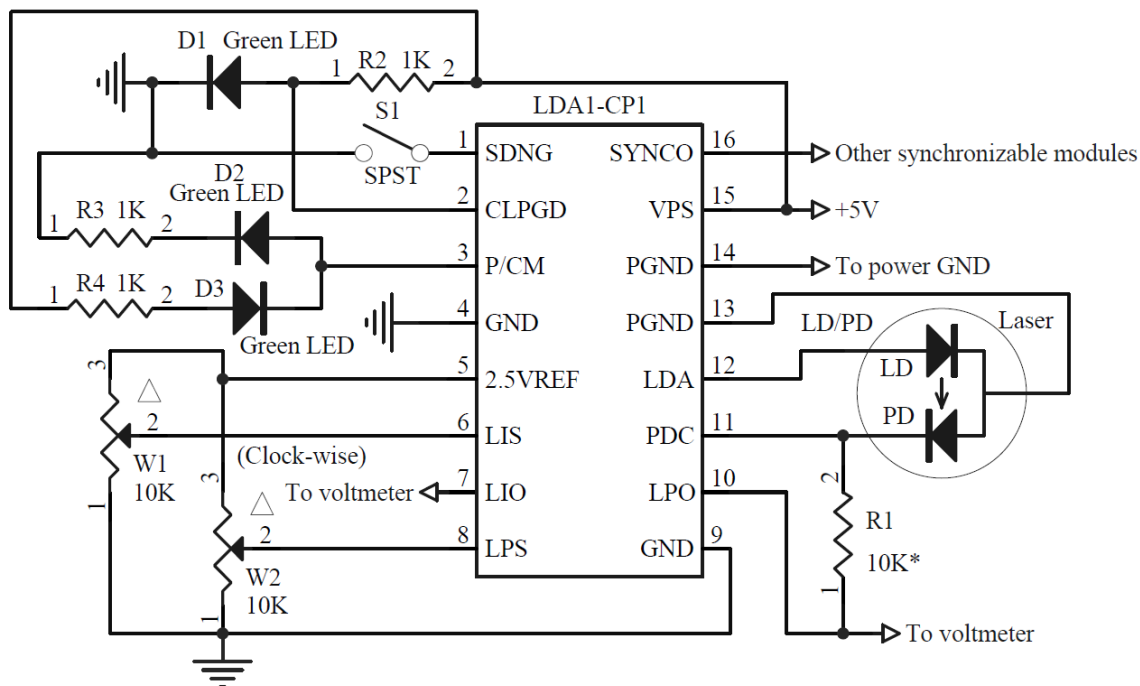 D1 Green LED
1 R2 1K 2
S1
LDA1-CP1
SPST
1 SDNG SYNCO 16 Other synchronizable modules
D2
Green LED
2 CLPGD VPS 15 +5V
1 R3 1K 2
3 P/CM PGND 14 To power GND
1 R4 1K 2 D3
Green LED
4 GND PGND 13 LD/PD Laser
3
5 2.5VREF LDA 12 LD
2
6 LIS PDC 11 PD
W1
10K
1
(Clock-wise)
3
To voltmeter 7 LIO LPO 10
2
2 8 LPS GND 9
R1
10K*
W2
10K
1
1
To voltmeter